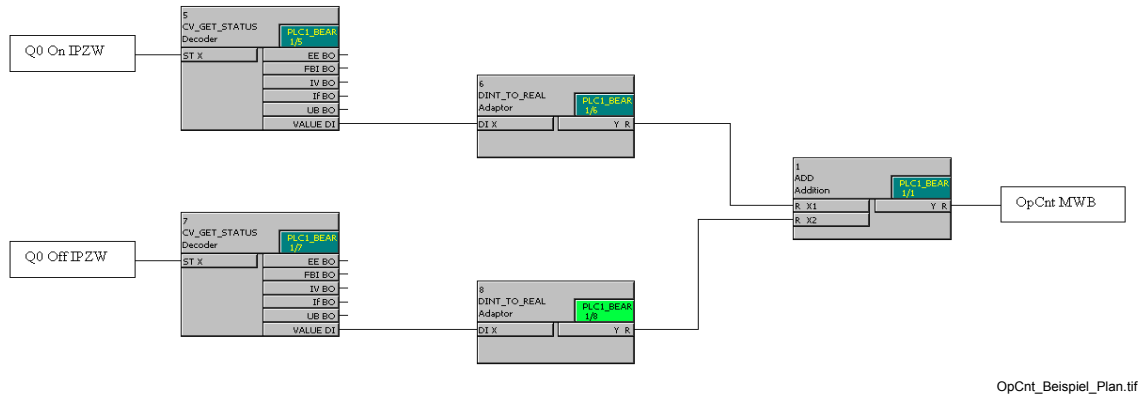 Q0 On IPZW
5
CV_GET_STATUS
Decoder
PLC1_BEAR
1/5
ST X
EE BO
FBI BO
IV BO
If BO
UB BO
VALUE DI
6
DINT_TO_REAL
Adaptor
PLC1_BEAR
1/6
DI X
Y R
1
ADD
Addition
PLC1_BEAR
1/1
R X1
Y R
R X2
OpCnt MWB
Q0 Off IPZW
7
CV_GET_STATUS
Decoder
PLC1_BEAR
1/7
ST X
EE BO
FBI BO
IV BO
If BO
UB BO
VALUE DI
8
DINT_TO_REAL
Adaptor
PLC1_BEAR
1/8
DI X
Y R
OpCnt_Beispiel_Plan.tif